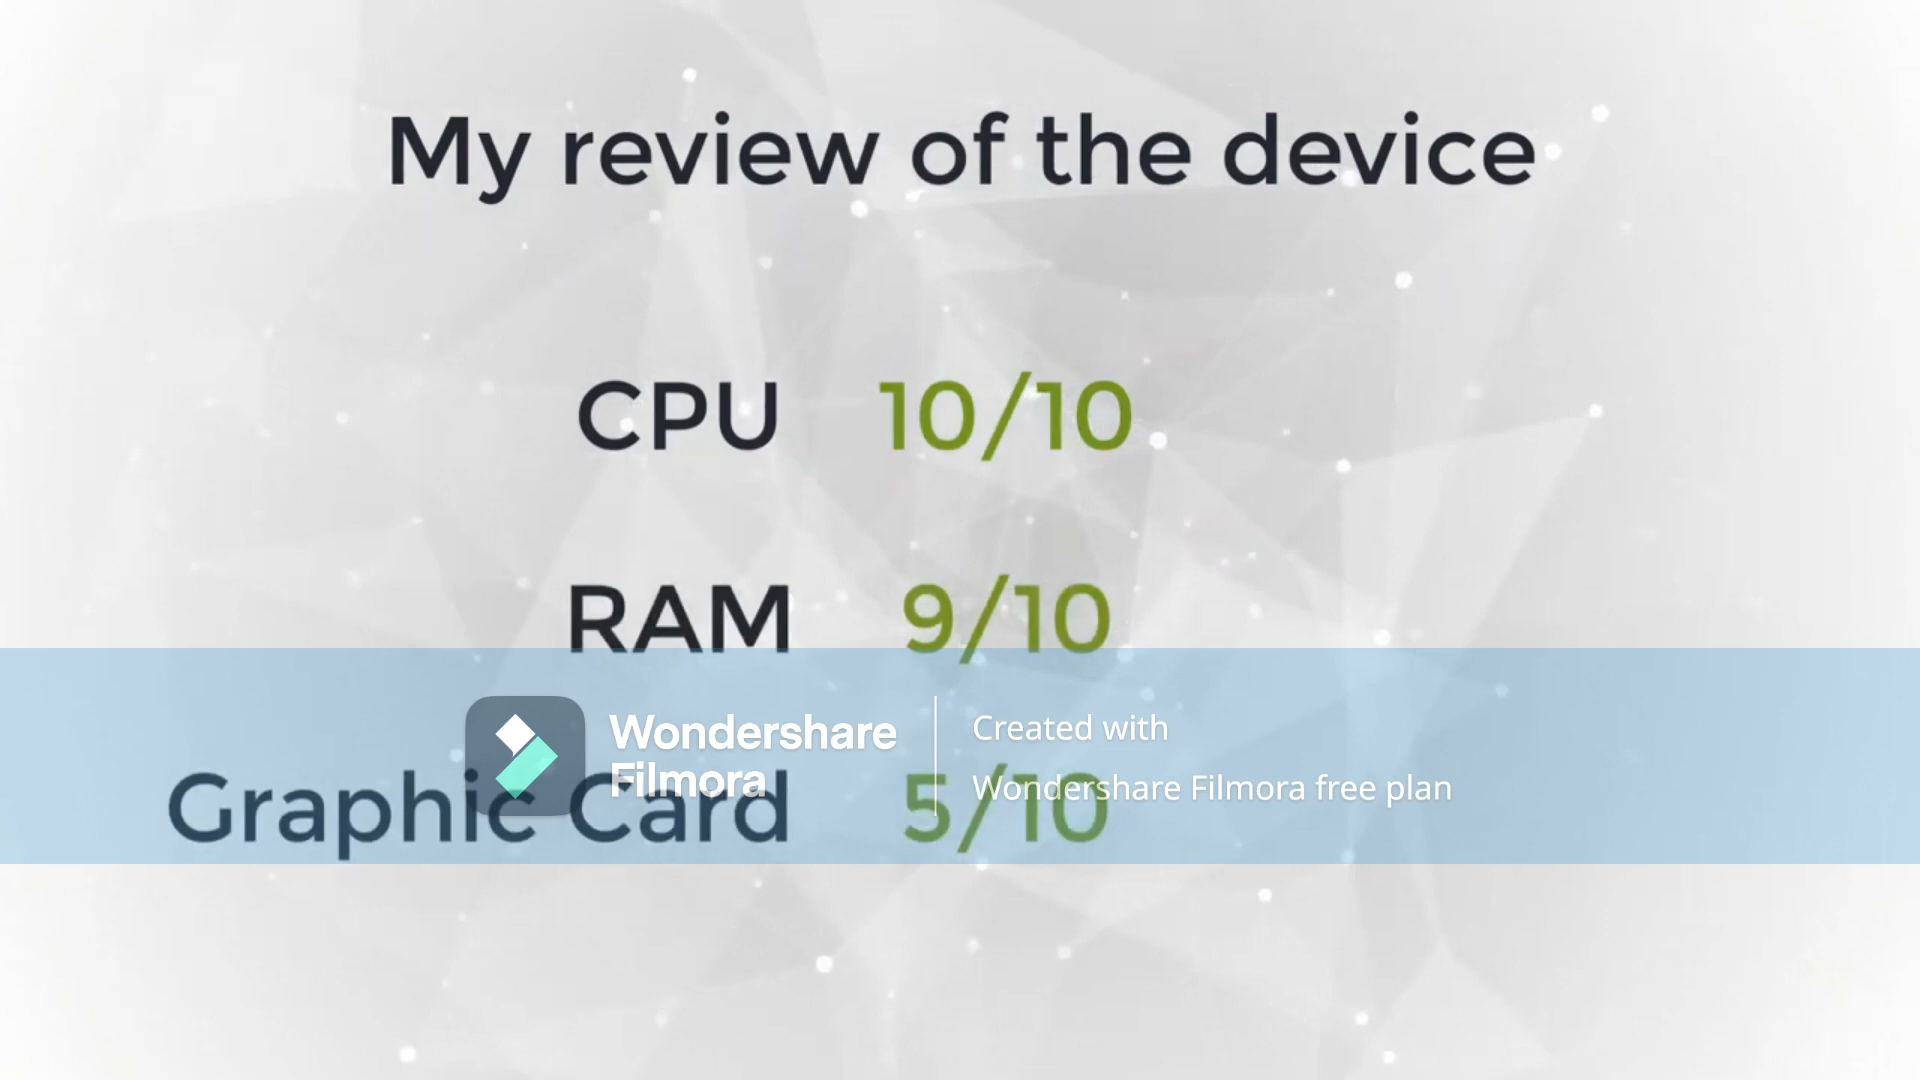 My review of the device
CPU 10/10
RAM 9/10
Wondershare
Filmora
Created with
Wondershare Filmora free plan
Graphic Card 5/10